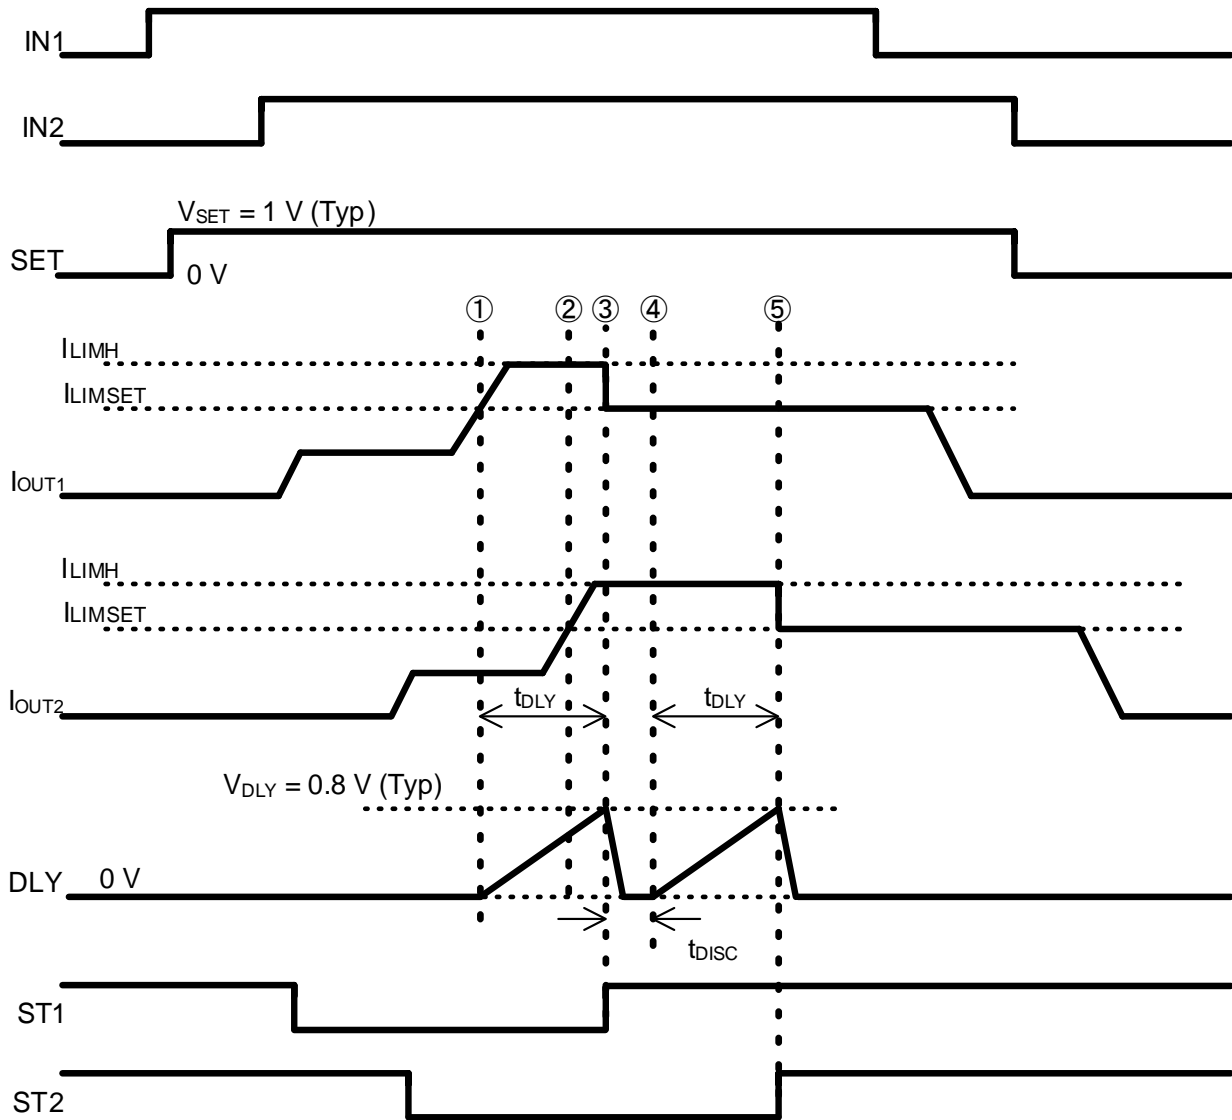 IN1
IN2
VSET = 1 V (Typ)
SET
0 V
① ② ③ ④ ⑤
ILIMH
ILIMSET
IOUT1
ILIMH
ILIMSET
IOUT2
tDLY tDLY
VDLY = 0.8 V (Typ)
DLY
0 V
tDISC
ST1
ST2